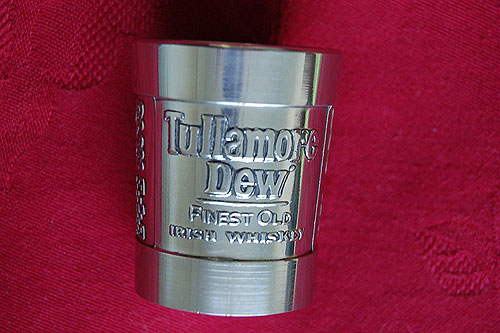 Tullamore
Dew
FINEST OLD
IRISH WHISKEY